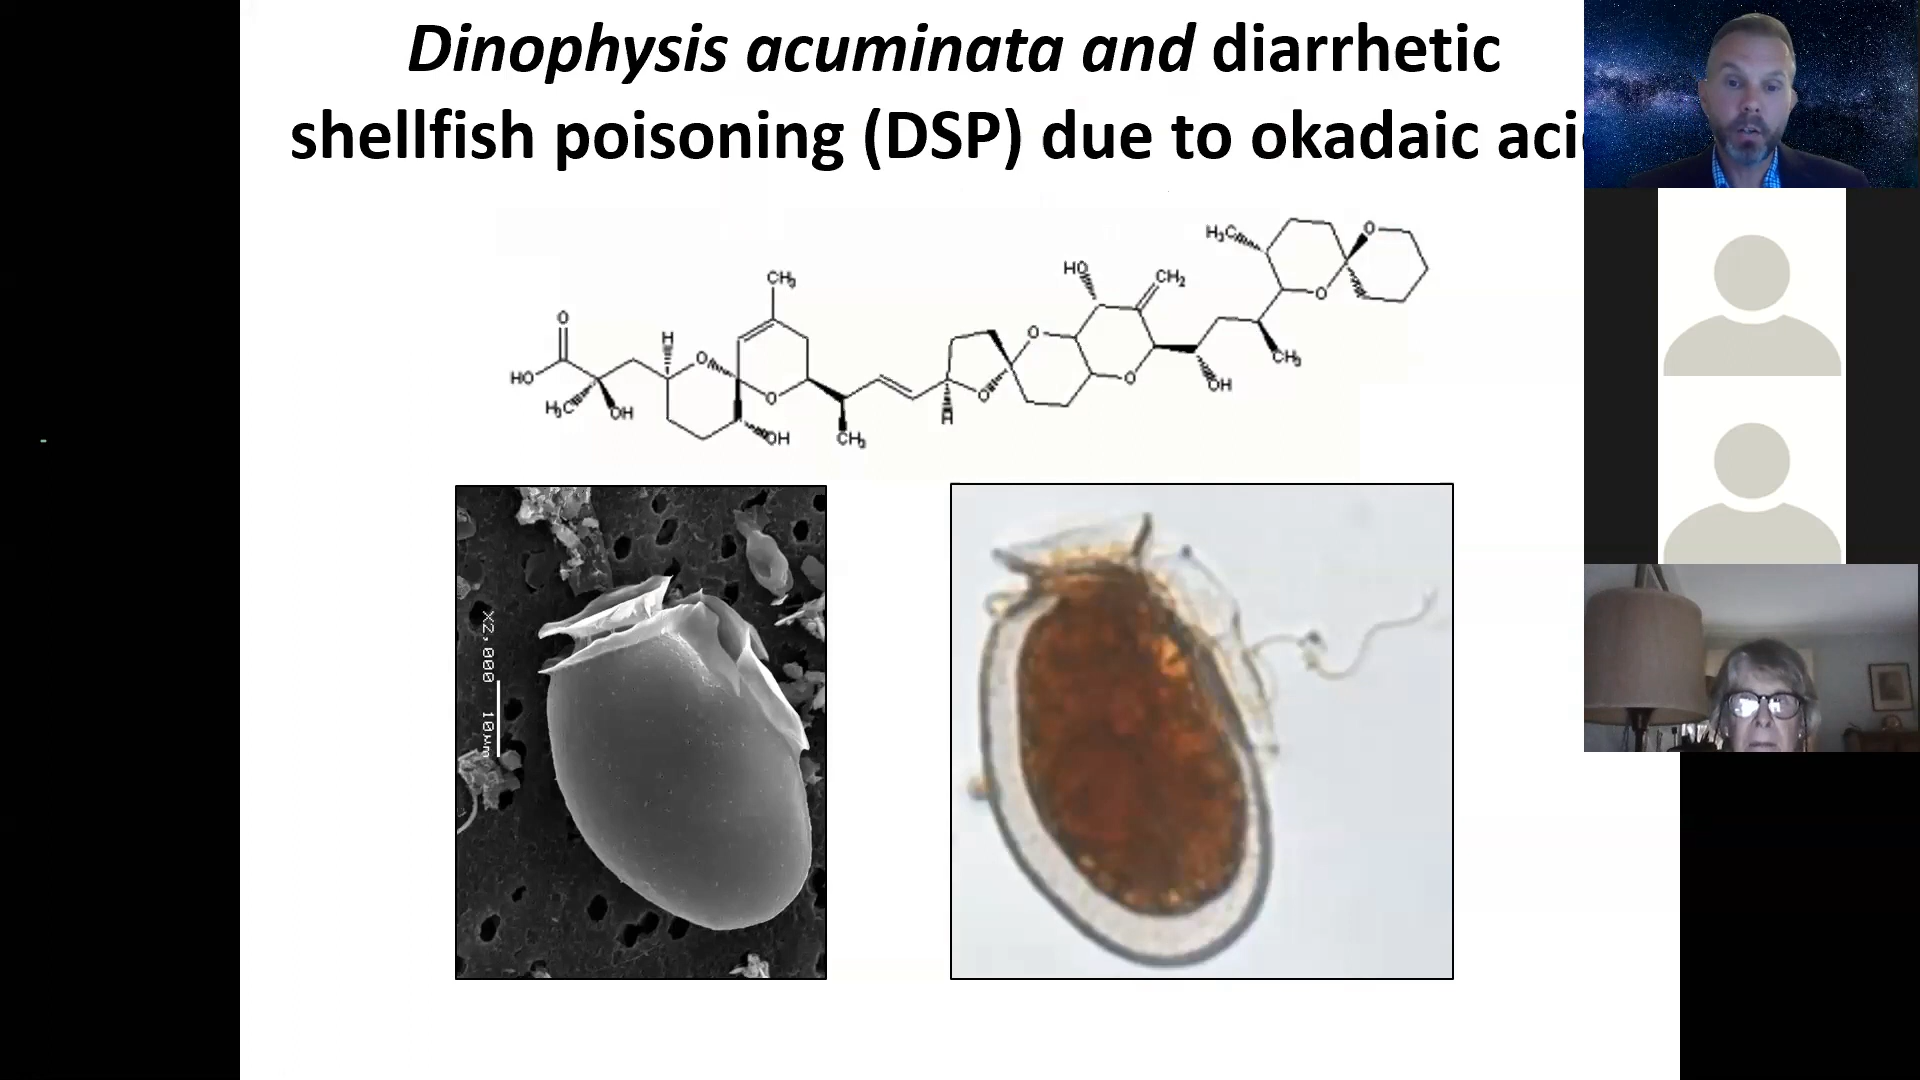 Dinophysis acuminata and diarrhetic
shellfish poisoning (DSP) due to okadaic aci
H₃C
O
HO
CH₂
CH₃
O
O
O
H
O
HO
O
O
CH₃
OH
H₃C
OH
O
H
OH
CH₃
X2,000 10µm